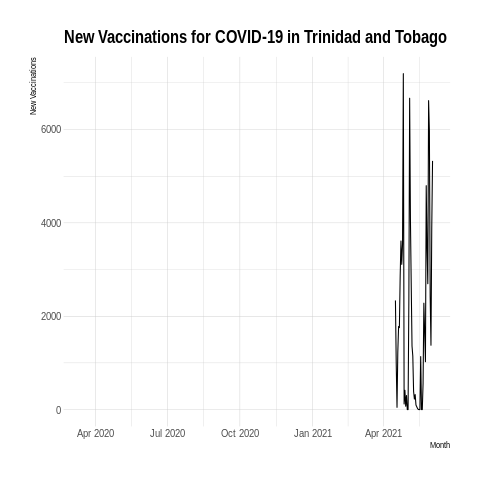 New Vaccinations for COVID-19 in Trinidad and Tobago
New Vaccinations
6000
4000
2000
0
Apr 2020 Jul 2020 Oct 2020 Jan 2021 Apr 2021
Month